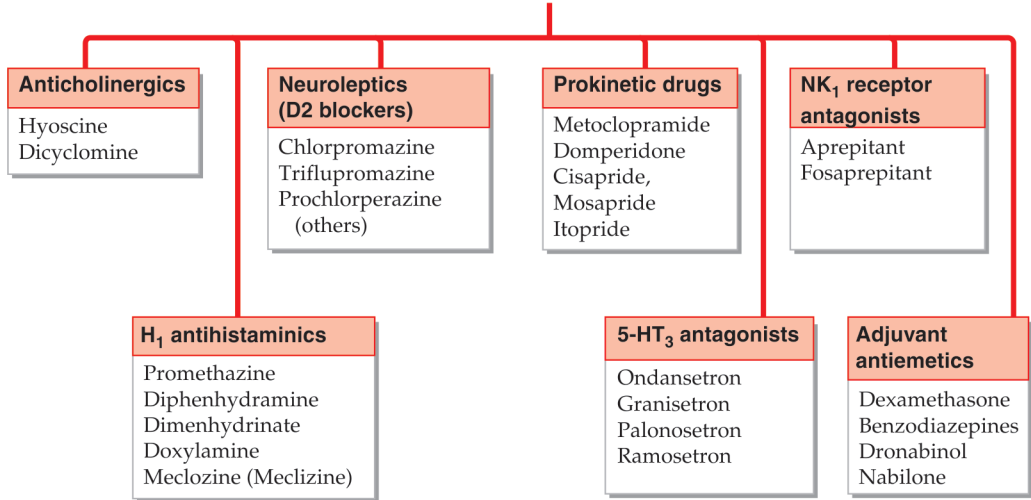 Anticholinergics
Hyoscine
Dicyclomine
Neuroleptics
(D2 blockers)
Chlorpromazine
Triflupromazine
Prochlorperazine
(others)
Prokinetic drugs
Metoclopramide
Domperidone
Cisapride,
Mosapride
Itopride
NK₁ receptor
antagonists
Aprepitant
Fosaprepitant
H₁ antihistaminics
Promethazine
Diphenhydramine
Dimenhydrinate
Doxylamine
Meclozine (Meclizine)
5-HT₃ antagonists
Ondansetron
Granisetron
Palonosetron
Ramosetron
Adjuvant
antiemetics
Dexamethasone
Benzodiazepines
Dronabinol
Nabilone